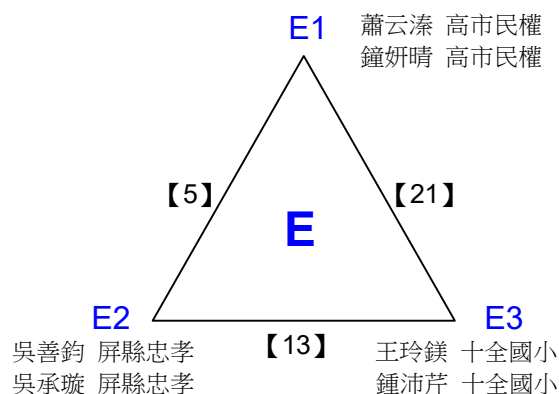 E1
蕭云溱 高市民權
鐘妍晴 高市民權
【5】
【21】
E
E2
吳善鈞 屏縣忠孝
吳承璇 屏縣忠孝
【13】
E3
王玲鎂 十全國小
鍾沛芹 十全國小